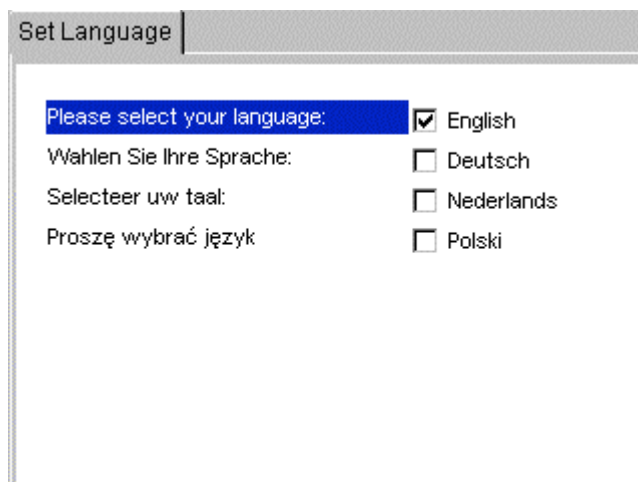 Set Language
Please select your language: English
Wahlen Sie Ihre Sprache: Deutsch
Selecteer uw taal: Nederlands
Proszę wybrać język Polski